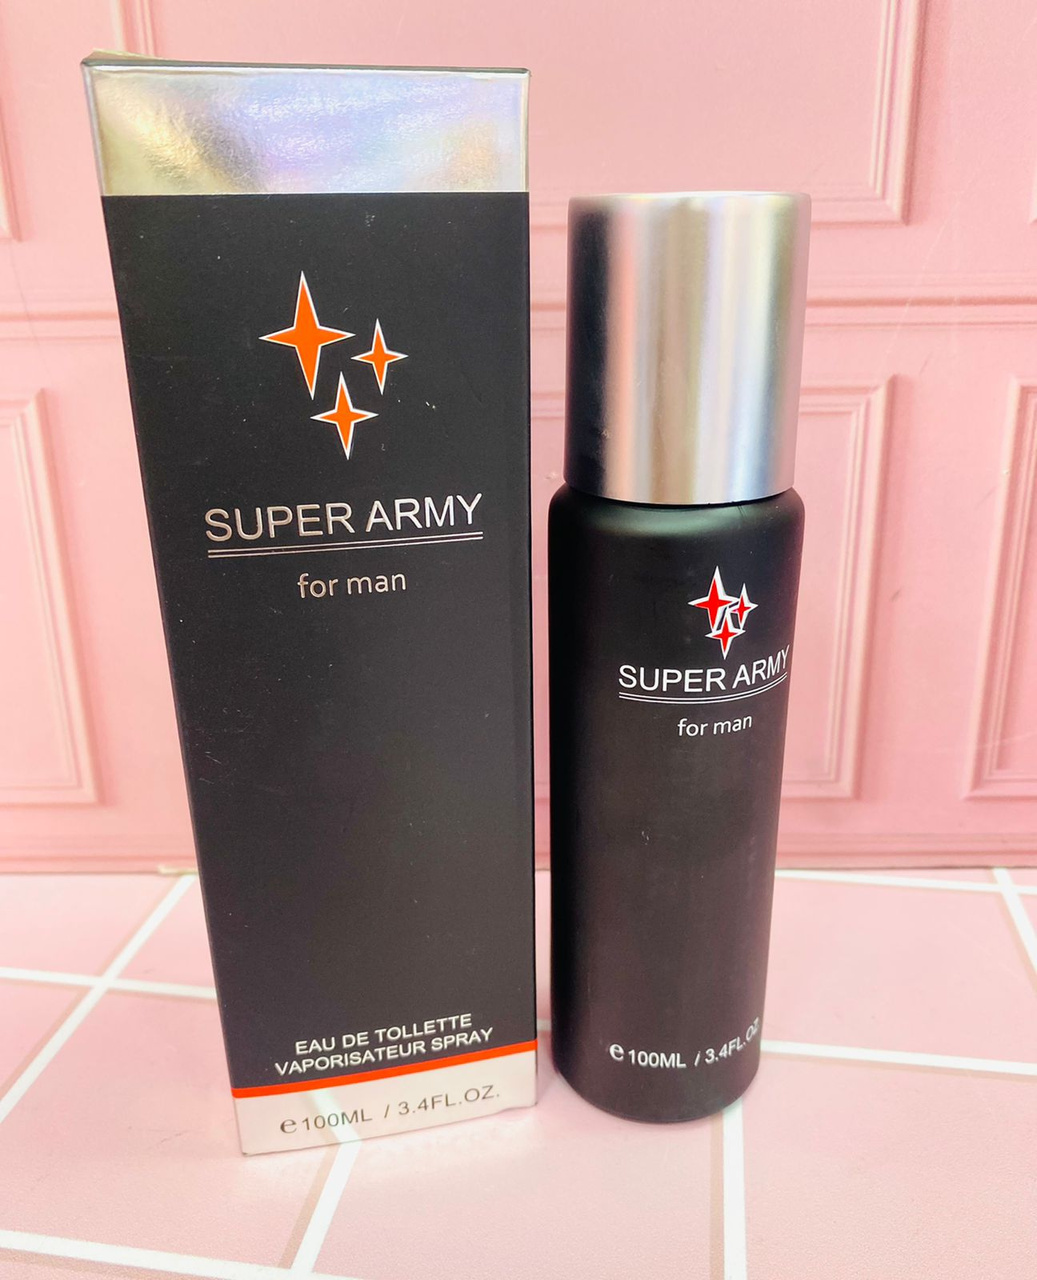 SUPER ARMY
for man
EAU DE TOLLETTE
VAPORISATEUR SPRAY
e100ML / 3.4FL.OZ.
SUPER ARMY
for man
e100ML / 3.4FL.OZ.